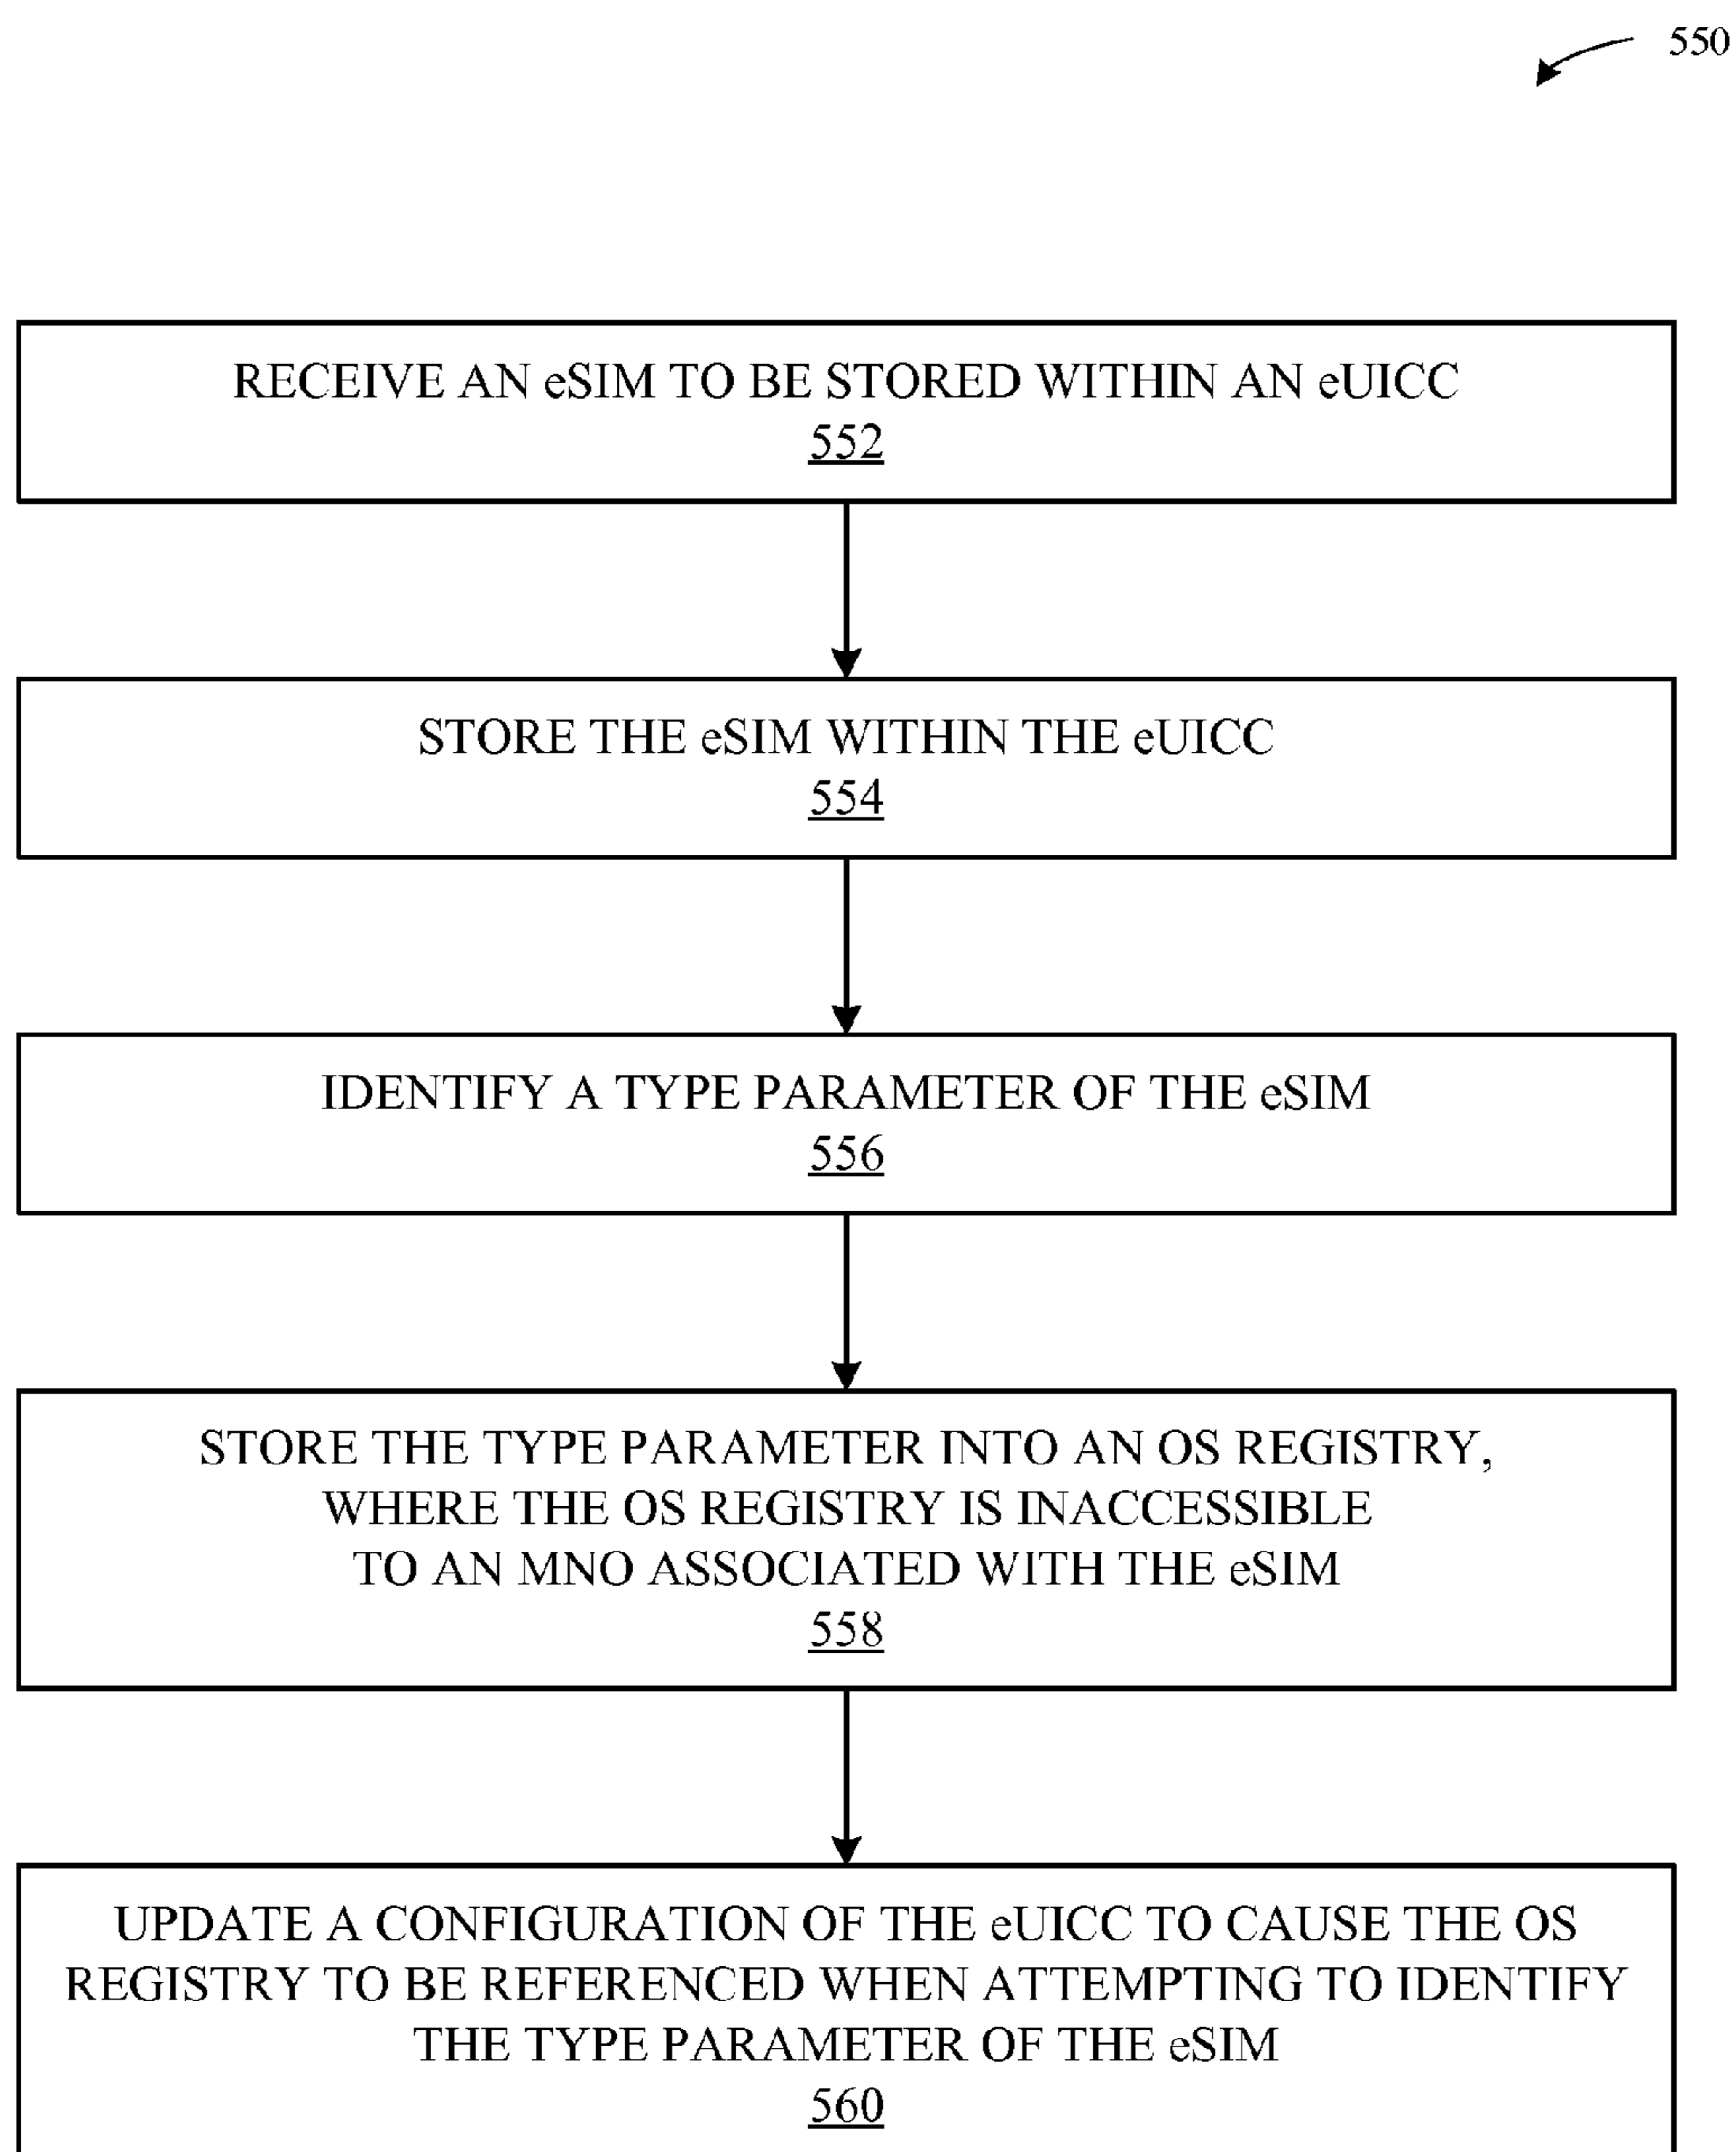 550
RECEIVE AN eSIM TO BE STORED WITHIN AN eUICC
552
STORE THE eSIM WITHIN THE eUICC
554
IDENTIFY A TYPE PARAMETER OF THE eSIM
556
STORE THE TYPE PARAMETER INTO AN OS REGISTRY,
WHERE THE OS REGISTRY IS INACCESSIBLE
TO AN MNO ASSOCIATED WITH THE eSIM
558
UPDATE A CONFIGURATION OF THE eUICC TO CAUSE THE OS
REGISTRY TO BE REFERENCED WHEN ATTEMPTING TO IDENTIFY
THE TYPE PARAMETER OF THE eSIM
560